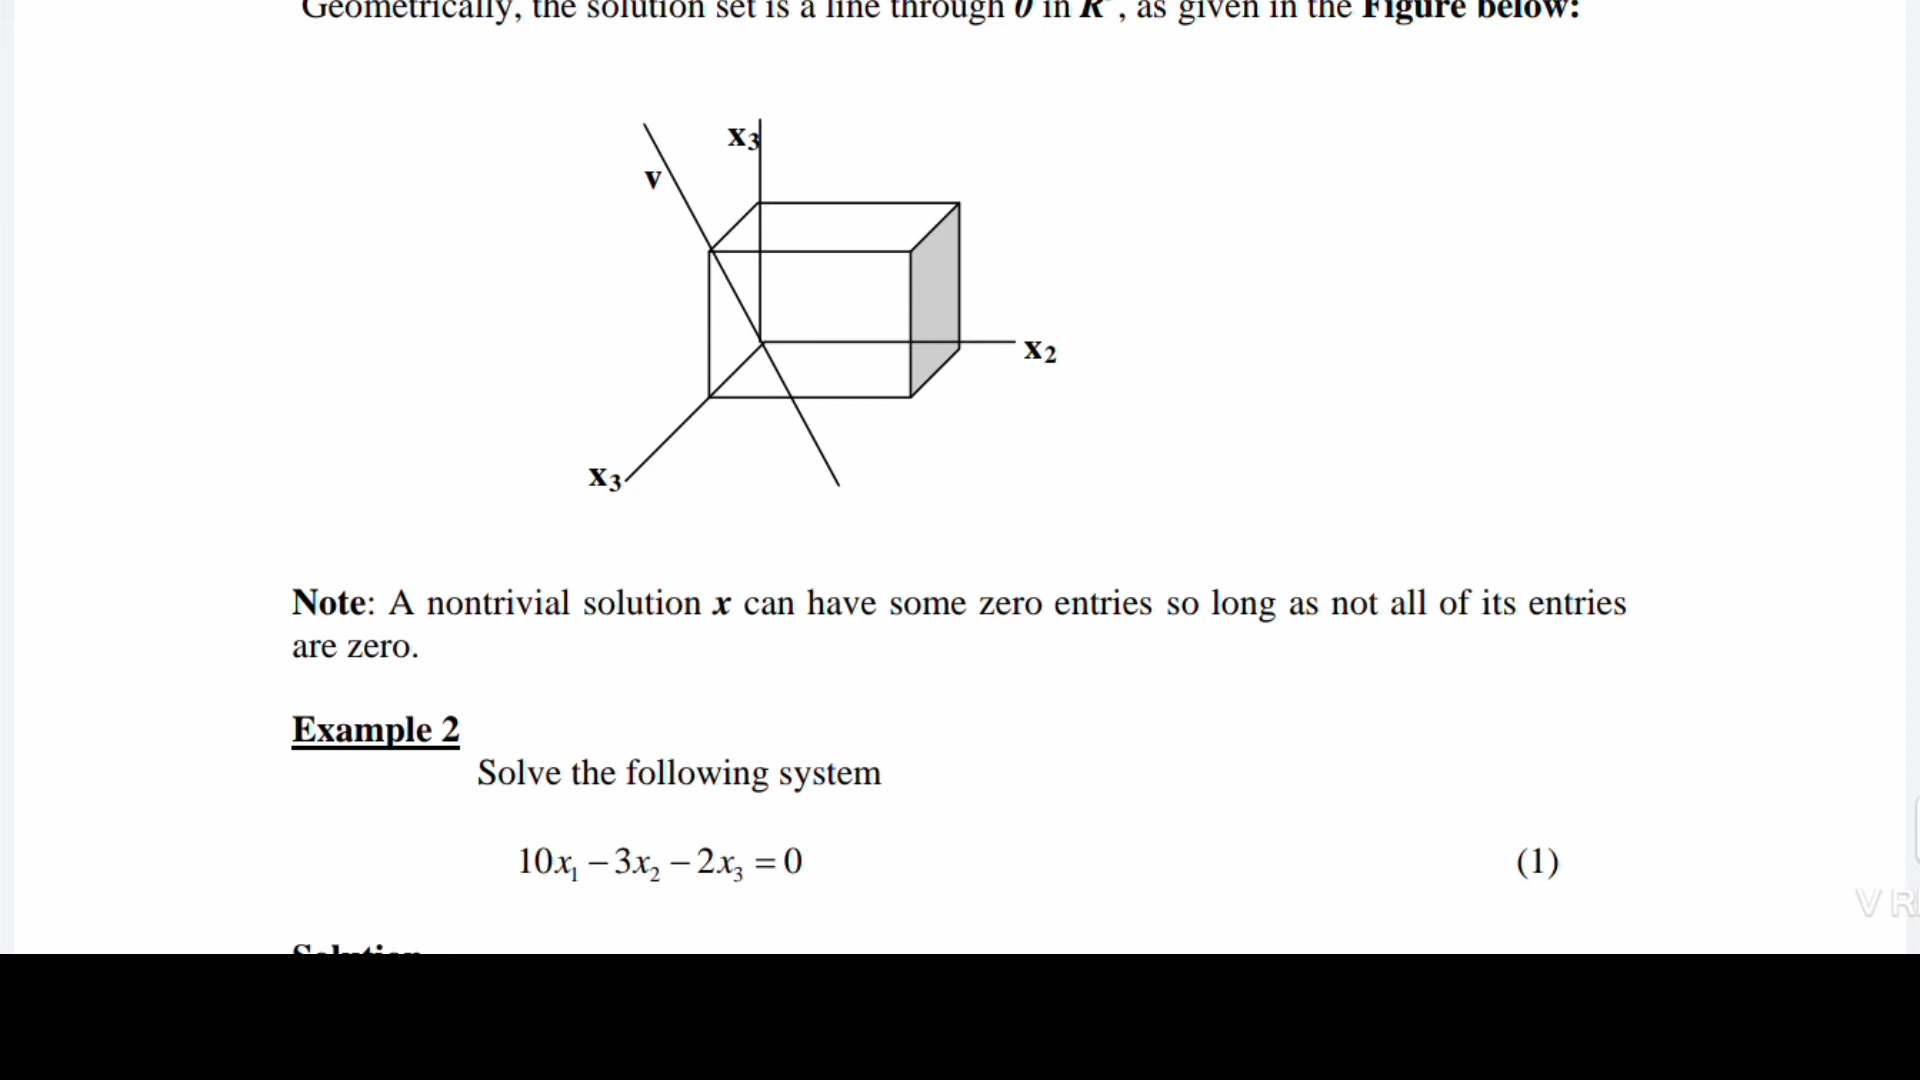 Geometrically, the solution set is a line through 0 in R , as given in the Figure below:
x₃
v
x₂
x₃
Note: A nontrivial solution x can have some zero entries so long as not all of its entries
are zero.
Example 2
Solve the following system
10x₁ − 3x₂ − 2x₃ = 0 (1)
Solution